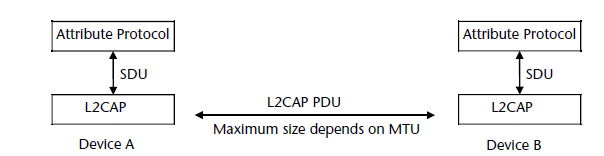 Attribute Protocol
Attribute Protocol
SDU
SDU
L2CAP
L2CAP PDU
L2CAP
Maximum size depends on MTU
Device A
Device B